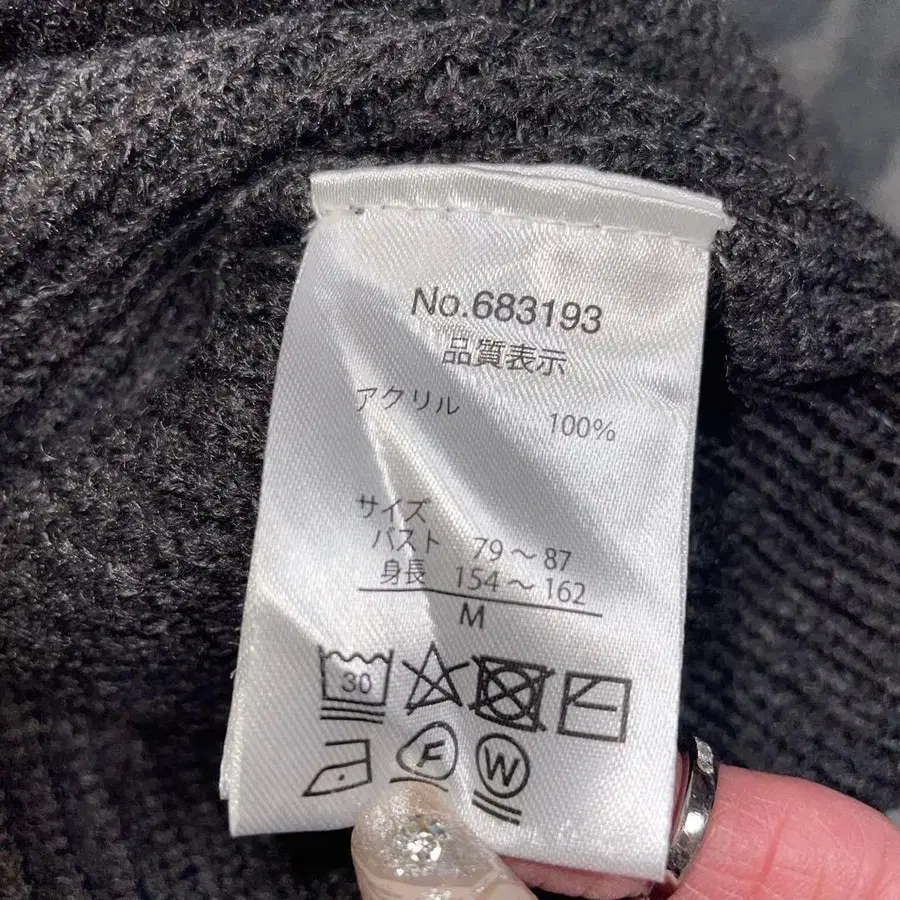 No.683193
品質表示
アクリル 100%
サイズ
バスト 79～87
身長 154～162
M
30
F W